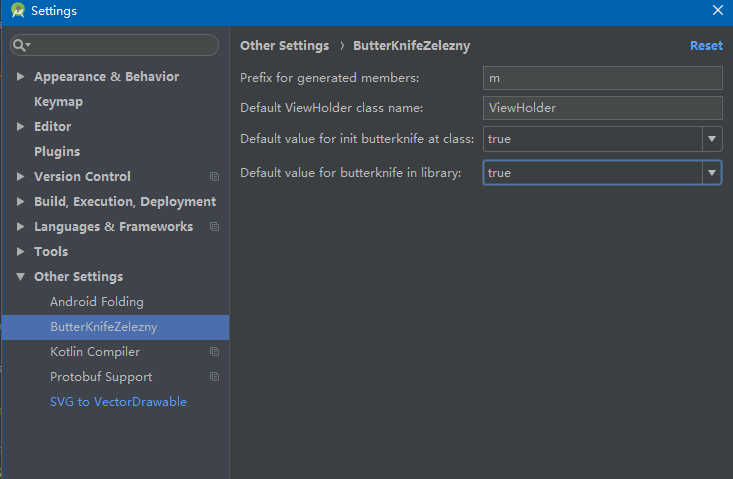 Settings
Other Settings › ButterKnifeZelezny
Reset
Appearance & Behavior
Keymap
Editor
Plugins
Version Control
Build, Execution, Deployment
Languages & Frameworks
Tools
Other Settings
Android Folding
ButterKnifeZelezny
Kotlin Compiler
Protobuf Support
SVG to VectorDrawable
Prefix for generated members: m
Default ViewHolder class name: ViewHolder
Default value for init butterknife at class: true
Default value for butterknife in library: true